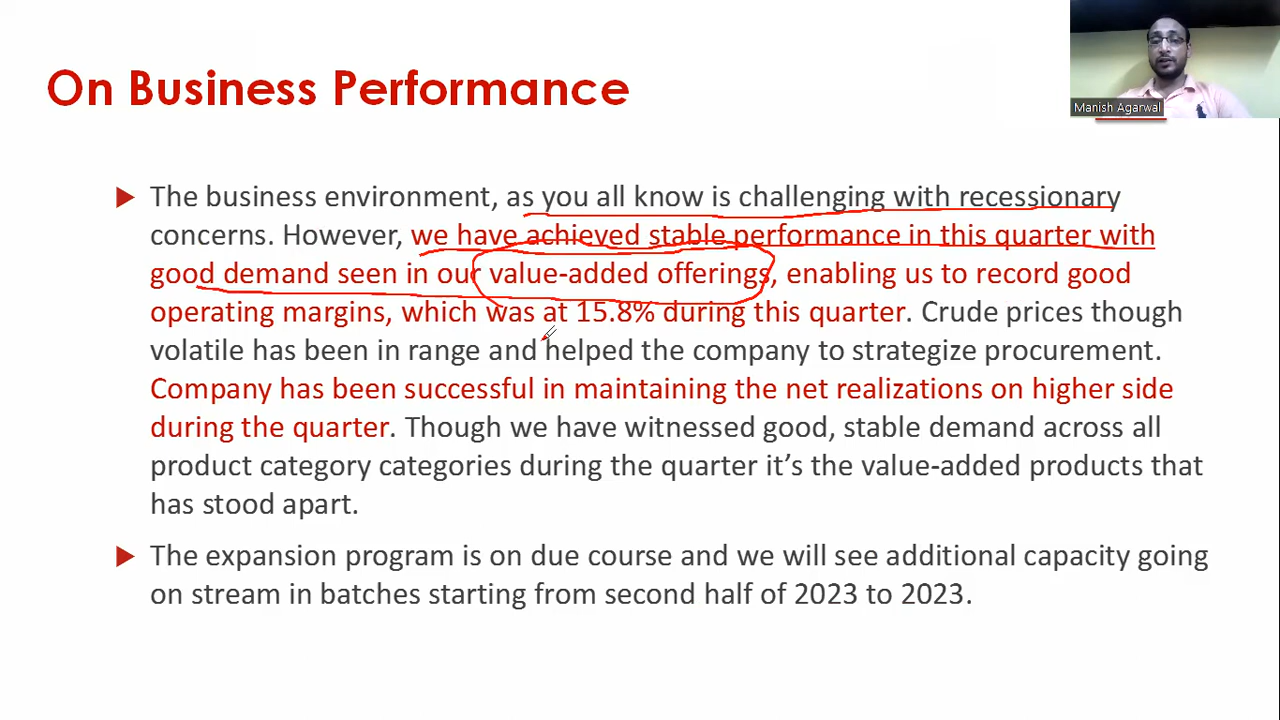 On Business Performance
Manish Agarwal
The business environment, as you all know is challenging with recessionary
concerns. However, we have achieved stable performance in this quarter with
good demand seen in our value-added offerings, enabling us to record good
operating margins, which was at 15.8% during this quarter. Crude prices though
volatile has been in range and helped the company to strategize procurement.
Company has been successful in maintaining the net realizations on higher side
during the quarter. Though we have witnessed good, stable demand across all
product category categories during the quarter it's the value-added products that
has stood apart.
The expansion program is on due course and we will see additional capacity going
on stream in batches starting from second half of 2023 to 2023.